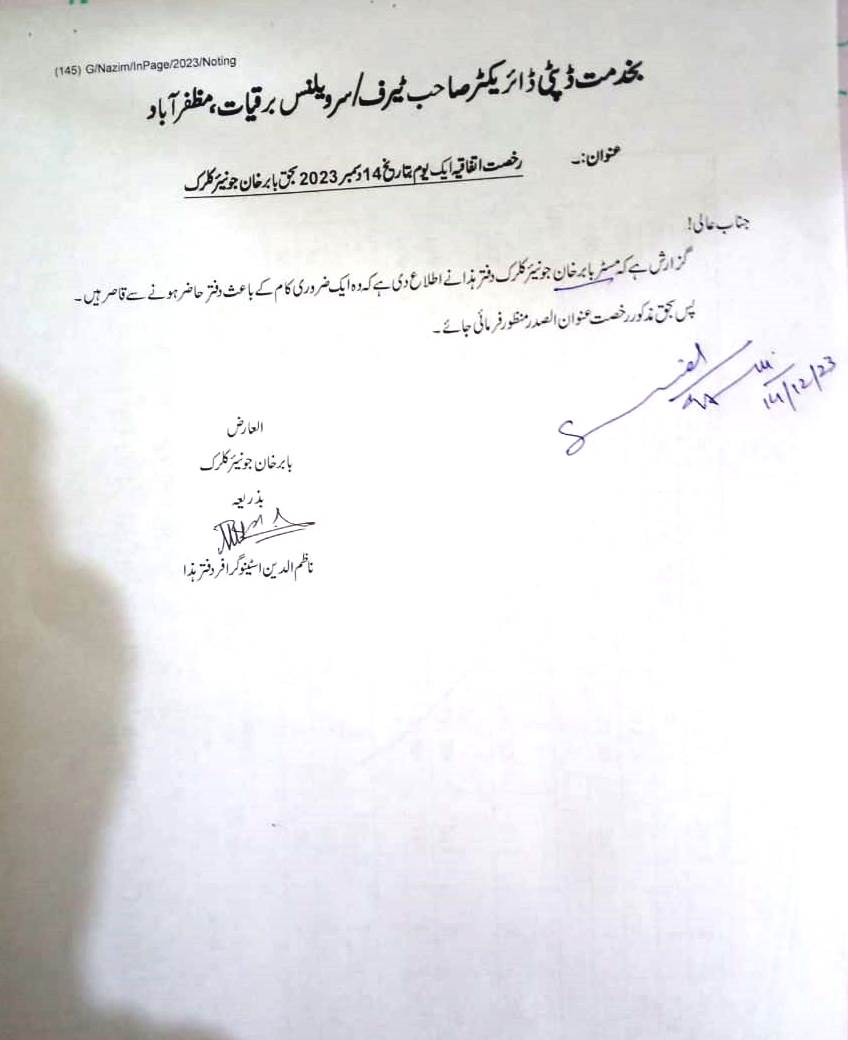 (145) G/Nazim/InPage/2023/Noting
بخدمت ڈپٹی ڈائریکٹر صاحب ٹیرف/سرویلنس برقیات، مظفرآباد
عنوان:۔ رخصت اتفاقیہ ایک یوم بتاریخ 14 دسمبر 2023 بحق بابر خان جونیئر کلرک
جناب عالی!
گزارش ہے کہ مسٹر بابر خان جونیئر کلرک دفتر ہذا نے اطلاع دی ہے کہ وہ ایک ضروری کام کے باعث دفتر حاضر ہونے سے قاصر ہیں۔
پس بحق مذکور رخصت عنوان الصدر منظور فرمائی جائے۔
14/12/23
العارض
بابر خان جونیئر کلرک
بذریعہ
ناظم الدین اسٹینوگرافر دفتر ہذا